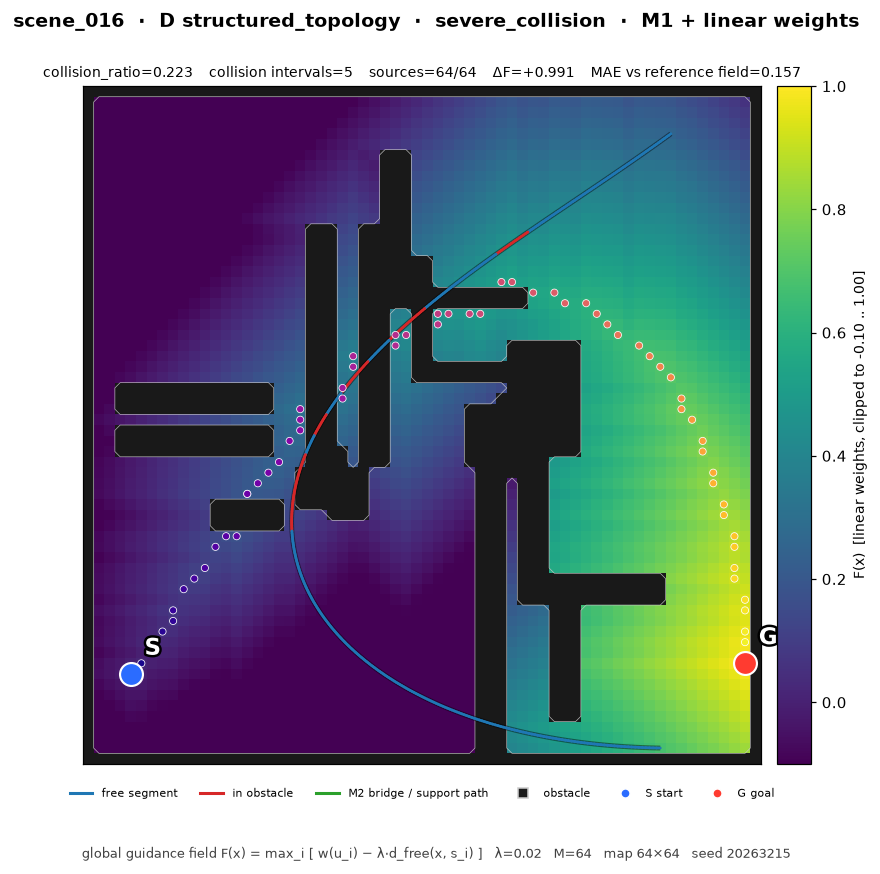 scene_016 · D structured_topology · severe_collision · M1 + linear weights
collision_ratio=0.223 collision intervals=5 sources=64/64 ΔF=+0.991 MAE vs reference field=0.157
1.0
0.8
0.6
0.4
0.2
0.0
F(x) [linear weights, clipped to -0.10 .. 1.00]
S
G
free segment
in obstacle
M2 bridge / support path
obstacle
S start
G goal
global guidance field F(x) = max_i [ w(u_i) − λ·d_free(x, s_i) ] λ=0.02 M=64 map 64×64 seed 20263215